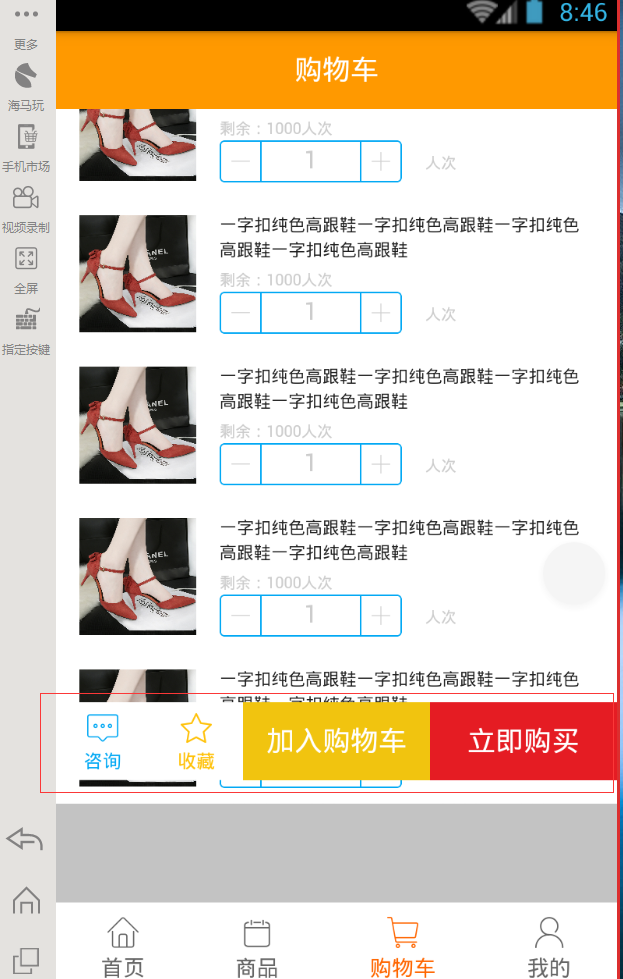 8:46
更多
海马玩
手机市场
视频录制
全屏
指定按键
购物车
剩余：1000人次
1
人次
一字扣纯色高跟鞋一字扣纯色高跟鞋一字扣纯色
高跟鞋一字扣纯色高跟鞋
剩余：1000人次
1
人次
一字扣纯色高跟鞋一字扣纯色高跟鞋一字扣纯色
高跟鞋一字扣纯色高跟鞋
剩余：1000人次
1
人次
一字扣纯色高跟鞋一字扣纯色高跟鞋一字扣纯色
高跟鞋一字扣纯色高跟鞋
剩余：1000人次
1
人次
一字扣纯色高跟鞋一字扣纯色高跟鞋一字扣纯色
高跟鞋一字扣纯色高跟鞋
咨询
收藏
加入购物车
立即购买
首页
商品
购物车
我的